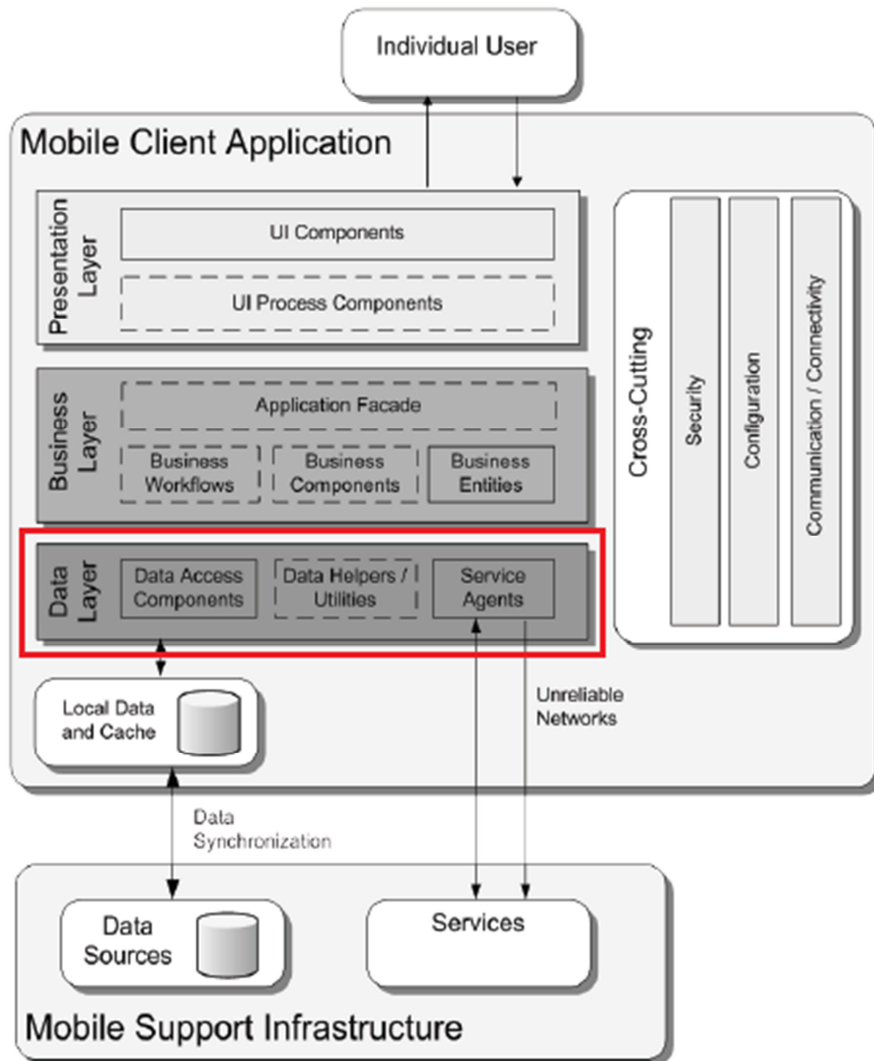 Individual User
Mobile Client Application
Presentation
Layer
UI Components
UI Process Components
Business
Layer
Application Facade
Business
Workflows
Business
Components
Business
Entities
Data
Layer
Data Access
Components
Data Helpers /
Utilities
Service
Agents
Cross-Cutting
Security
Configuration
Communication / Connectivity
Local Data
and Cache
Unreliable
Networks
Data
Synchronization
Data
Sources
Services
Mobile Support Infrastructure